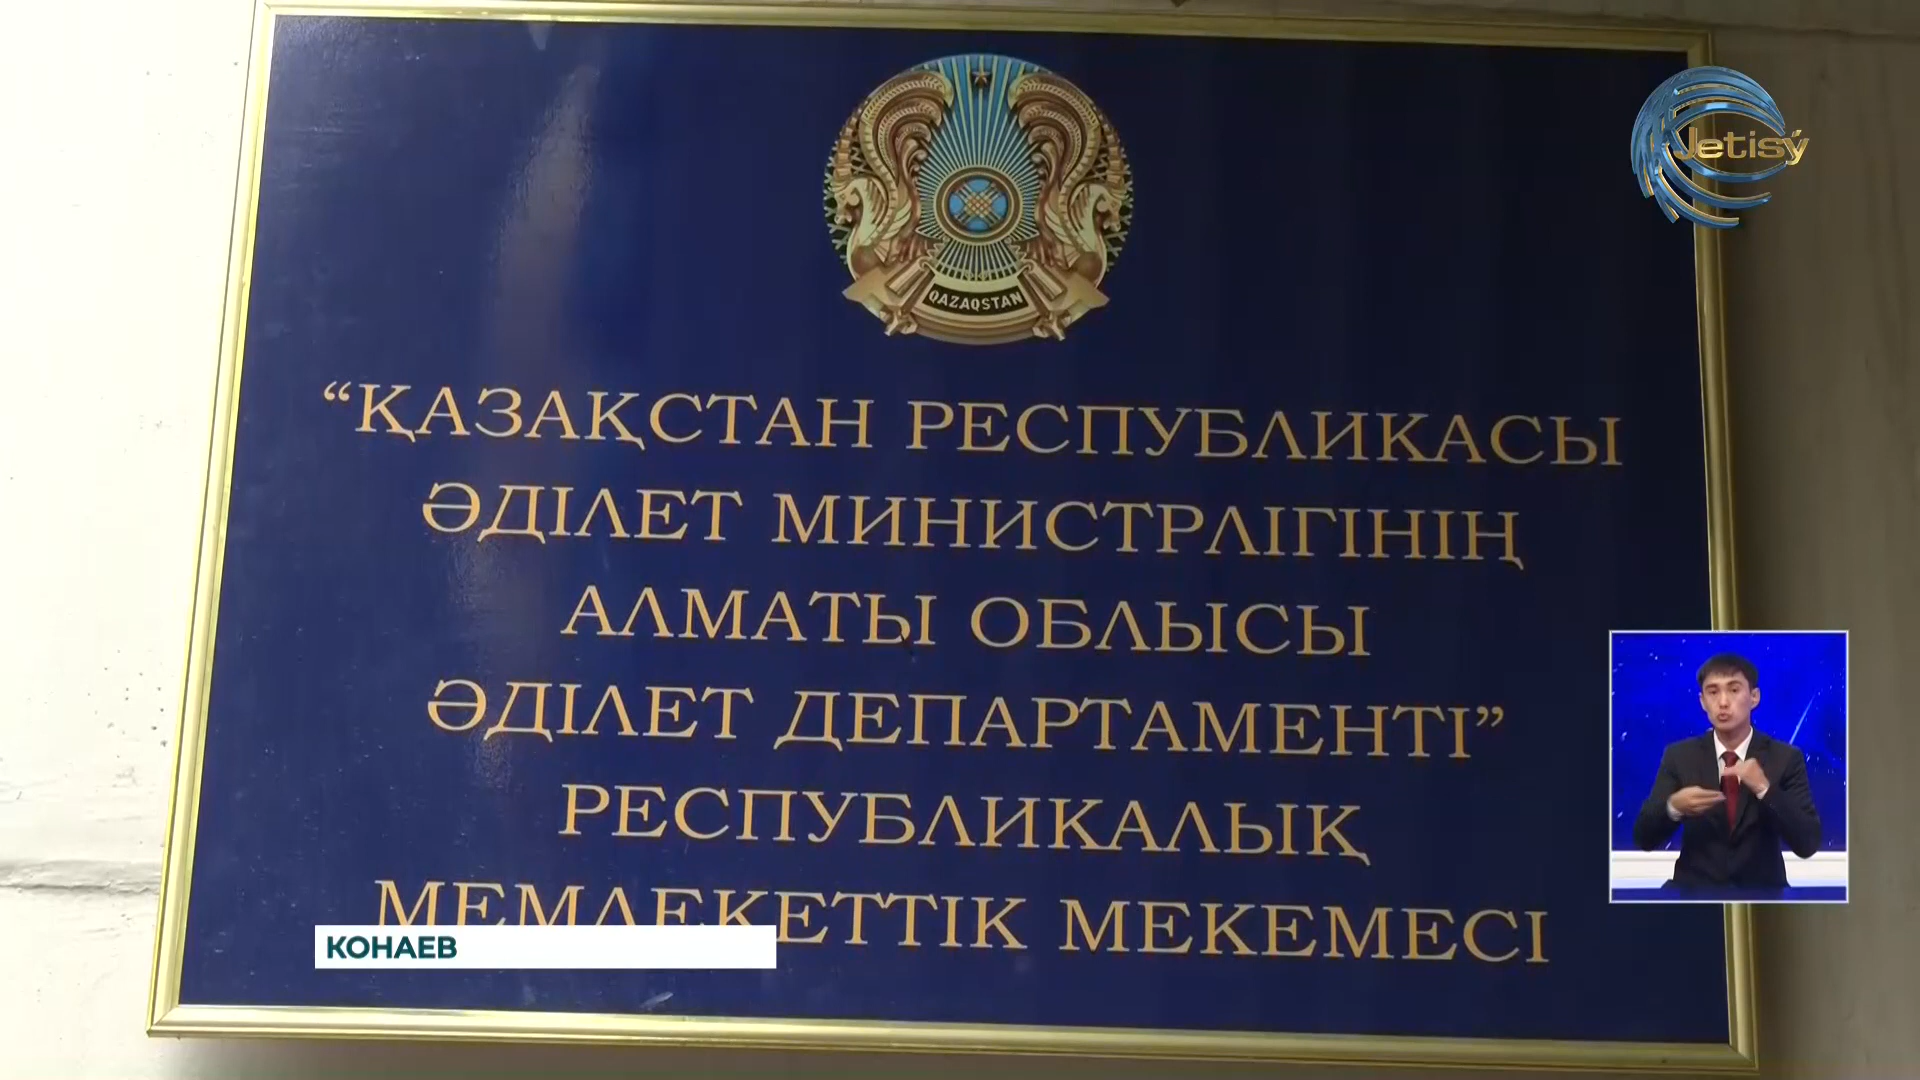 Jetisý
QAZAQSTAN
“ҚАЗАҚСТАН РЕСПУБЛИКАСЫ
ӘДІЛЕТ МИНИСТРЛІГІНІҢ
АЛМАТЫ ОБЛЫСЫ
ӘДІЛЕТ ДЕПАРТАМЕНТІ”
РЕСПУБЛИКАЛЫҚ
МЕМЛЕКЕТТІК МЕКЕМЕСІ
КОНАЕВ